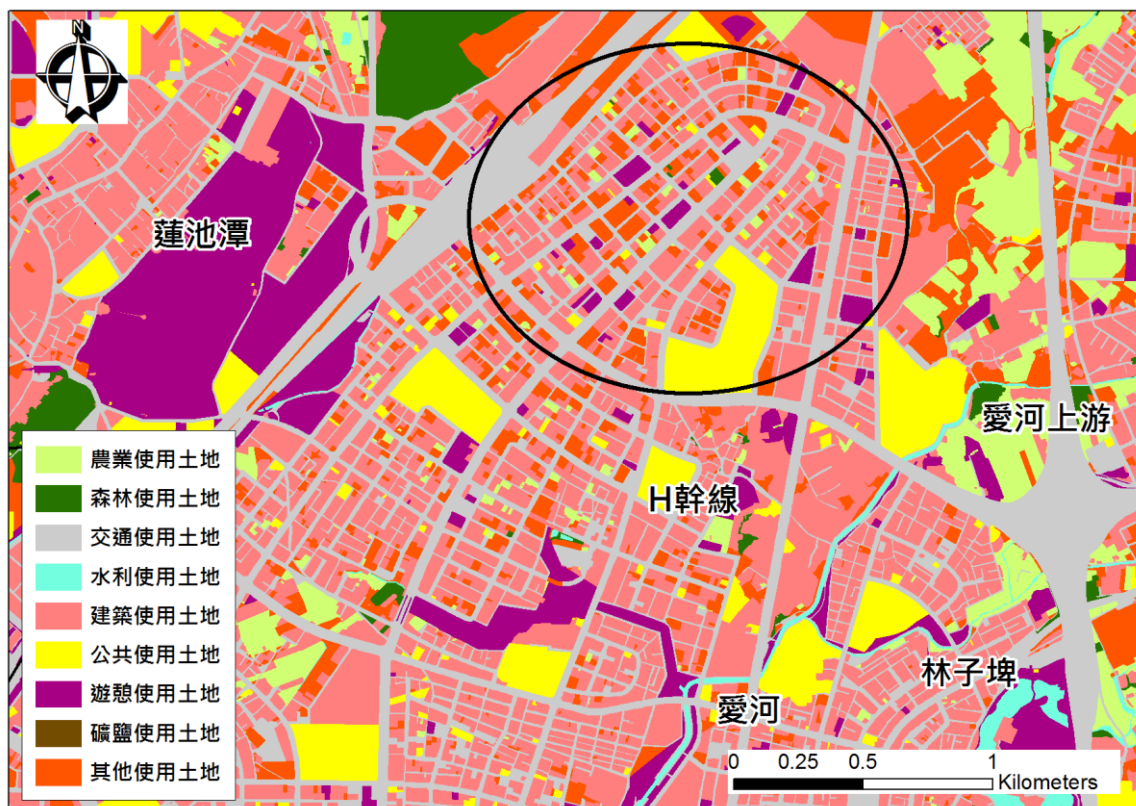 N
蓮池潭
愛河上游
H幹線
林子埤
愛河
農業使用土地
森林使用土地
交通使用土地
水利使用土地
建築使用土地
公共使用土地
遊憩使用土地
礦鹽使用土地
其他使用土地
0 0.25 0.5 1
Kilometers